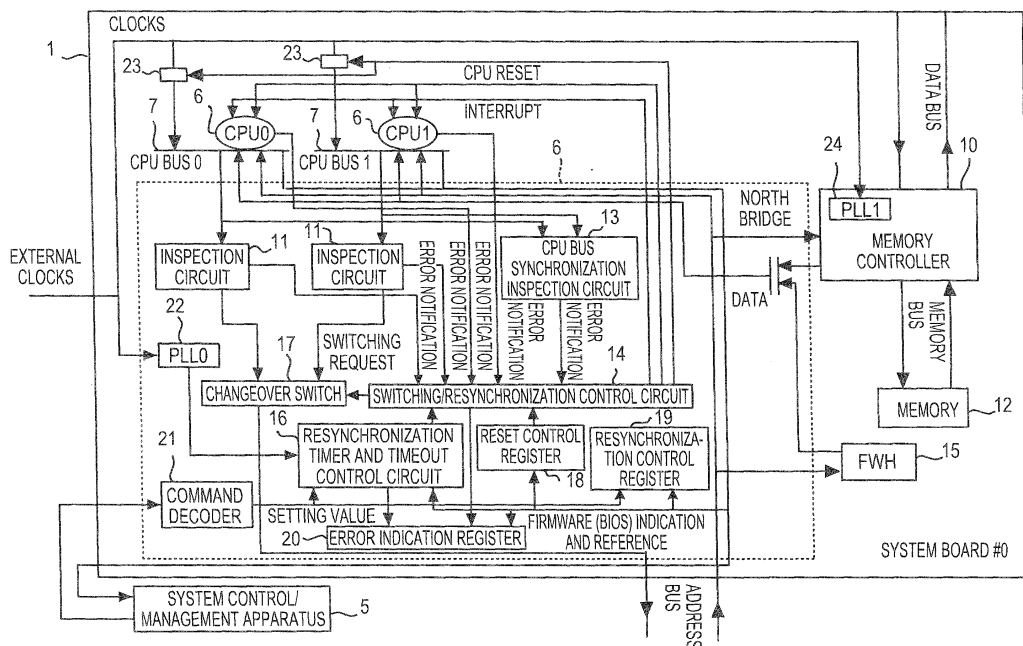 CLOCKS
1
23
23
CPU RESET
INTERRUPT
DATA BUS
6
6
7
7
CPU0
CPU1
CPU BUS 0
CPU BUS 1
6
24
10
PLL1
MEMORY
CONTROLLER
NORTH
BRIDGE
13
CPU BUS
SYNCHRONIZATION
INSPECTION CIRCUIT
11
11
INSPECTION
CIRCUIT
INSPECTION
CIRCUIT
EXTERNAL
CLOCKS
ERROR NOTIFICATION
ERROR NOTIFICATION
ERROR NOTIFICATION
ERROR
NOTIFICATION
ERROR
NOTIFICATION
DATA
MEMORY
BUS
22
PLL0
17
SWITCHING
REQUEST
14
CHANGEOVER SWITCH
SWITCHING/RESYNCHRONIZATION CONTROL CIRCUIT
MEMORY
12
16
RESYNCHRONIZATION
TIMER AND TIMEOUT
CONTROL CIRCUIT
RESET CONTROL
REGISTER
18
19
RESYNCHRONIZA-
TION CONTROL
REGISTER
FWH
15
21
COMMAND
DECODER
SETTING VALUE
FIRMWARE (BIOS) INDICATION
AND REFERENCE
20
ERROR INDICATION REGISTER
SYSTEM BOARD #0
SYSTEM CONTROL/
MANAGEMENT APPARATUS
5
ADDRESS
BUS